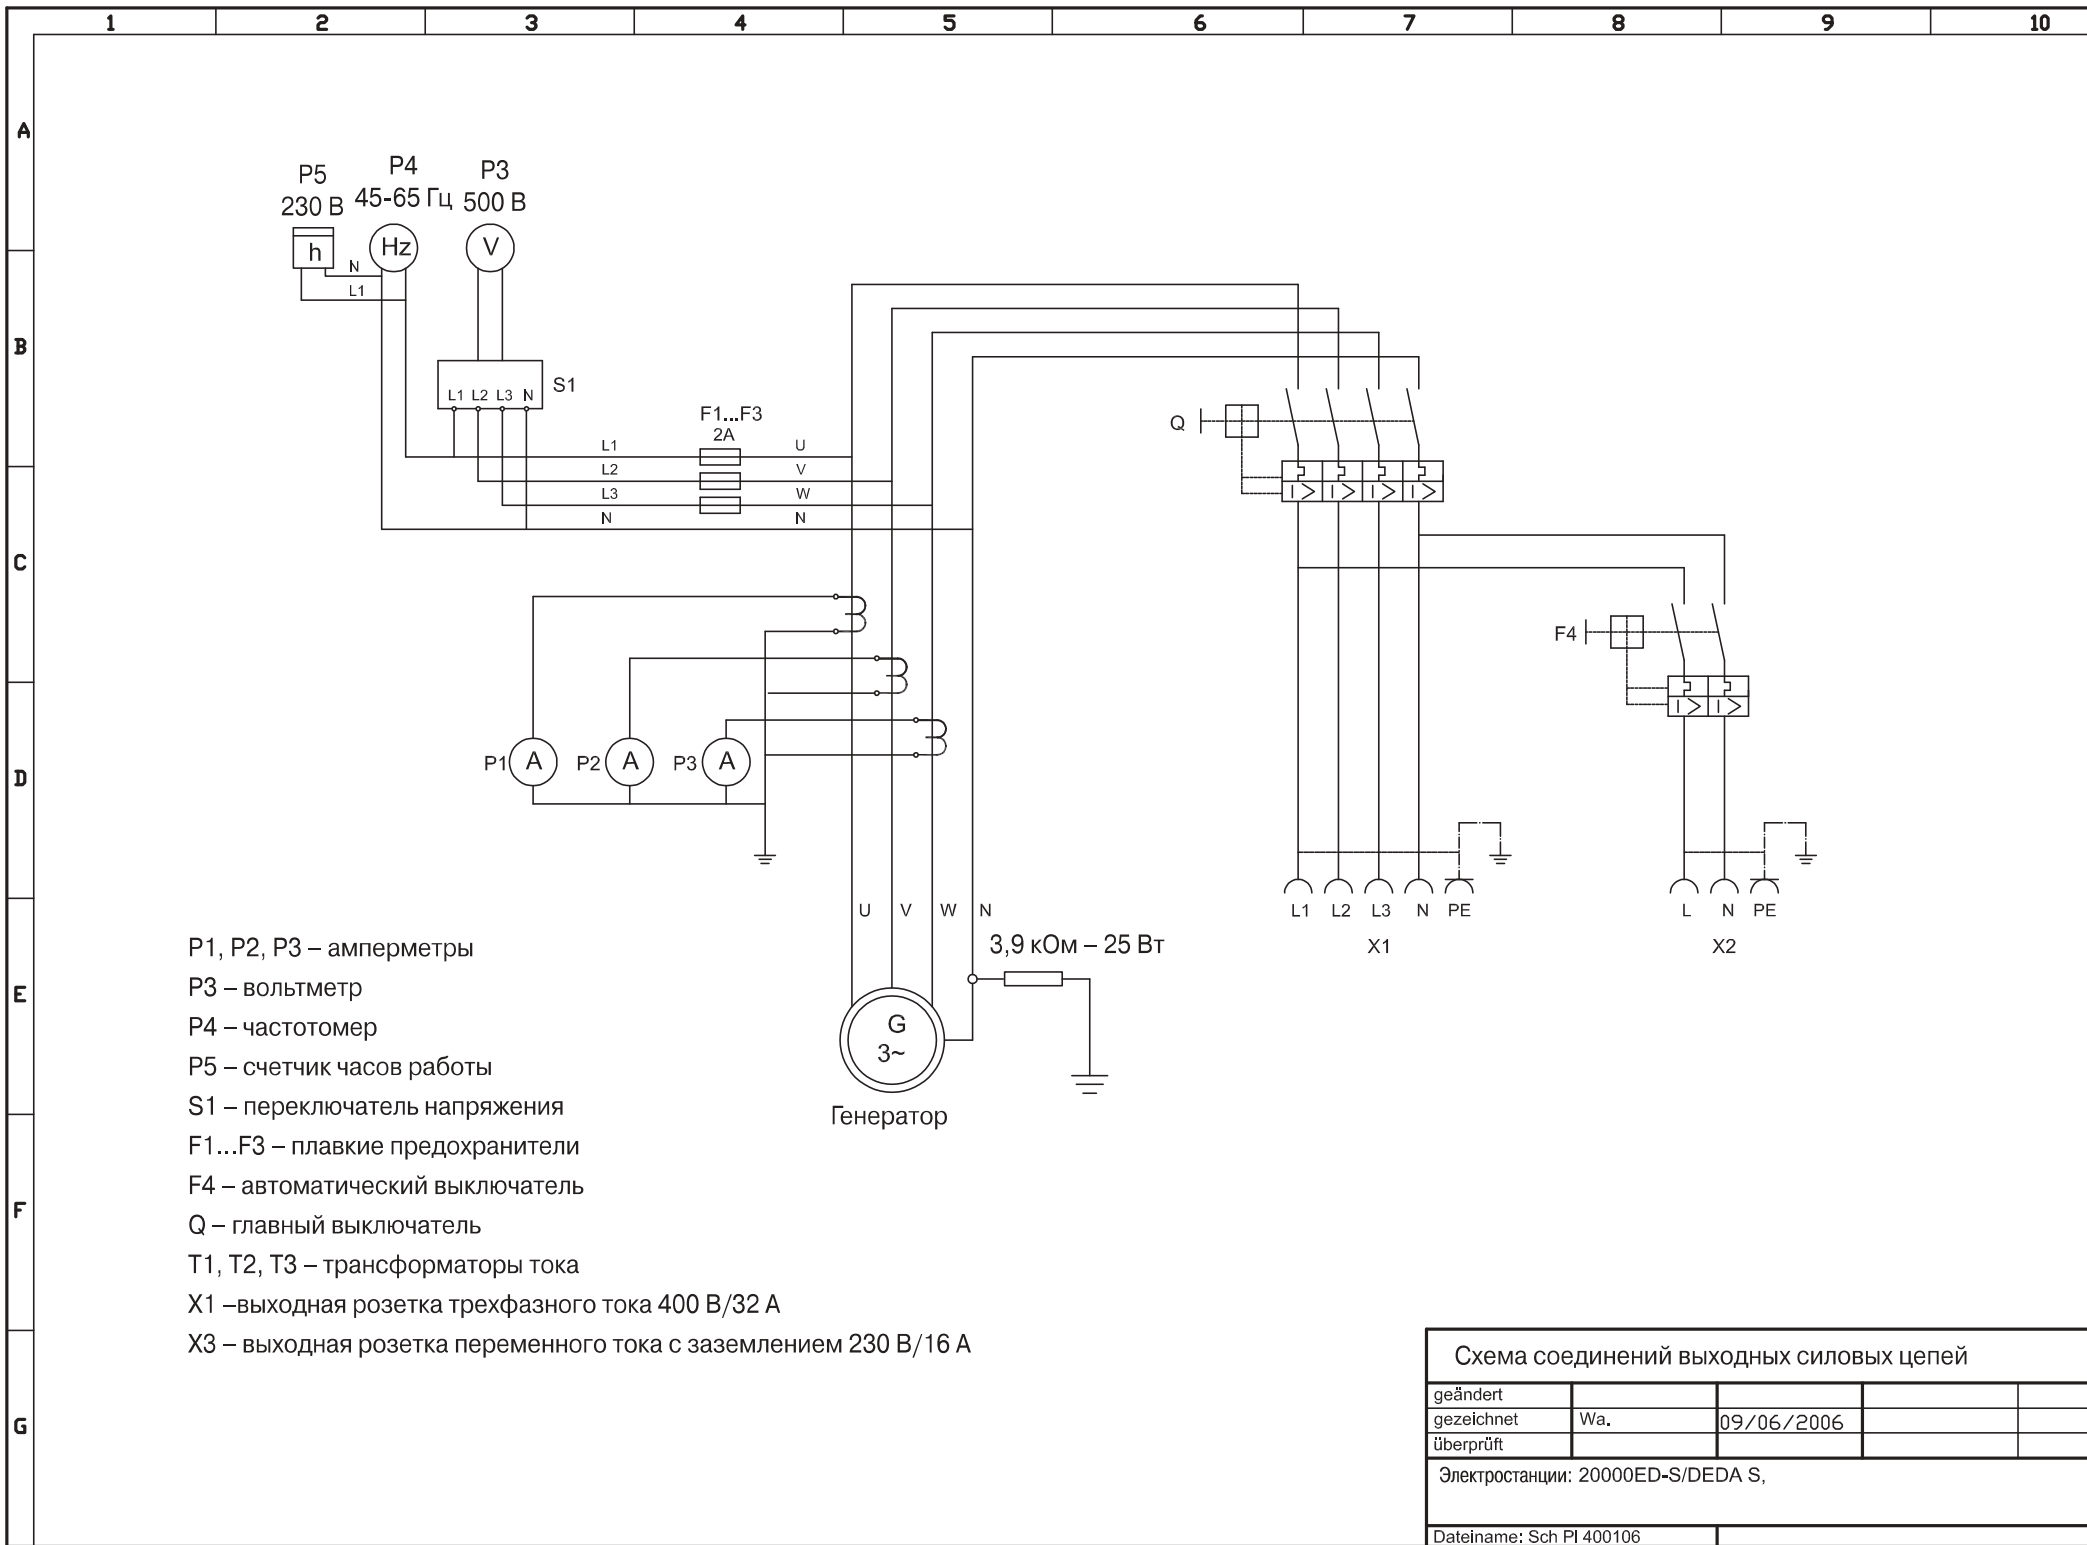 1 2 3 4 5 6 7 8 9 10
A
P5
230 В
P4
45-65 Гц
P3
500 В
h
Hz
V
N
L1
B
L1 L2 L3 N
S1
F1...F3
2A
L1 U
L2 V
L3 W
N N
Q
I > I > I > I >
C
F4
I > I >
D
P1 A P2 A P3 A
U V W N
L1 L2 L3 N PE
X1
L N PE
X2
3,9 кОм – 25 Вт
E
G
3~
Генератор
P1, P2, P3 – амперметры
P3 – вольтметр
P4 – частотомер
P5 – счетчик часов работы
S1 – переключатель напряжения
F1...F3 – плавкие предохранители
F4 – автоматический выключатель
F
Q – главный выключатель
T1, T2, T3 – трансформаторы тока
X1 –выходная розетка трехфазного тока 400 В/32 А
X3 – выходная розетка переменного тока с заземлением 230 В/16 А
G
Схема соединений выходных силовых цепей
geändert
gezeichnet Wa. 09/06/2006
überprüft
Электростанции: 20000ED-S/DEDA S,
Dateiname: Sch Pl 400106